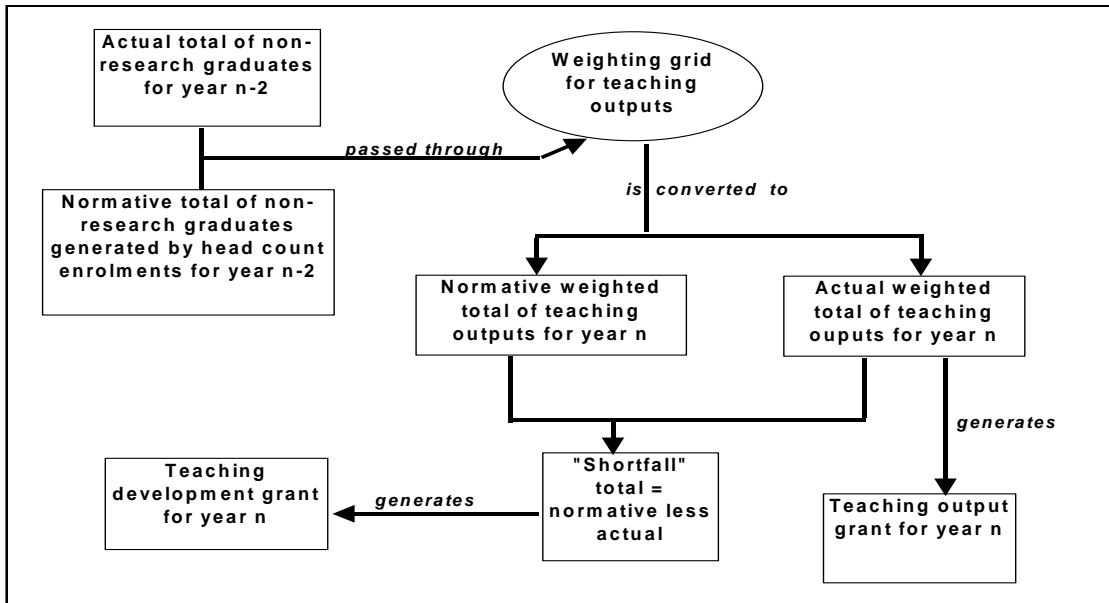 Actual total of non-
research graduates
for year n-2
Weighting grid
for teaching
outputs
passed through
Normative total of non-
research graduates
generated by head count
enrolments for year n-2
is converted to
Normative weighted
total of teaching
outputs for year n
Actual weighted
total of teaching
ouputs for year n
generates
"Shortfall"
total =
normative less
actual
generates
Teaching
development grant
for year n
Teaching output
grant for year n